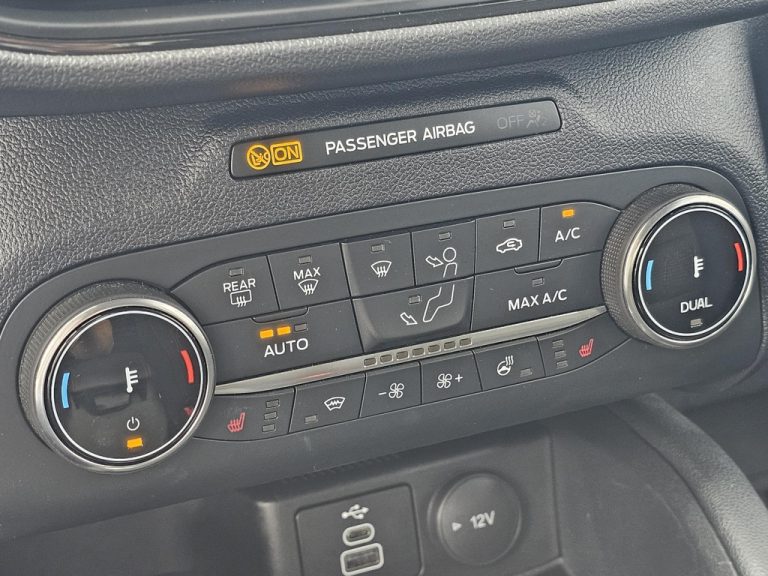 ON PASSENGER AIRBAG OFF
REAR
MAX
A/C
AUTO
MAX A/C
DUAL
- +
12V